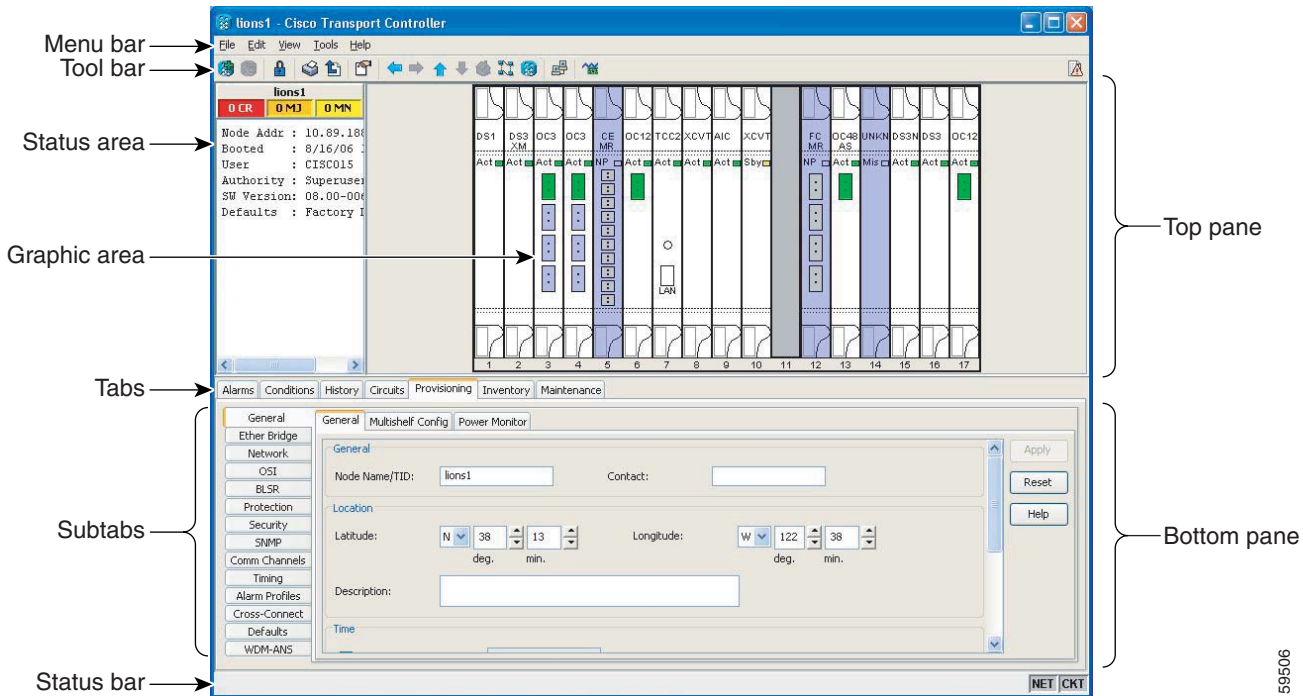 lions1 - Cisco Transport Controller
Menu bar
File Edit View Tools Help
Tool bar
lions1
0 CR 0 MJ 0 MN
Status area
Node Addr : 10.89.188
Booted : 8/16/06
User : CISCO15
Authority : Superuser
SW Version: 08.00-006
Defaults : Factory
DS1 DS3 XM OC3 OC3 CE MR OC12 TCC2 XCVT AIC XCVT FC MR OC48 AS UNKN DS3N DS3 OC12
Act Act Act Act NP Act Act Act Act Sby NP Act Mis Act Act Act
Graphic area
LAN
Top pane
1 2 3 4 5 6 7 8 9 10 11 12 13 14 15 16 17
Tabs
Alarms Conditions History Circuits Provisioning Inventory Maintenance
Subtabs
General
Ether Bridge
Network
OSI
BLSR
Protection
Security
SNMP
Comm Channels
Timing
Alarm Profiles
Cross-Connect
Defaults
WDM-ANS
General Multishelf Config Power Monitor
General
Node Name/TID: lions1 Contact:
Location
Latitude: N 38 13 Longitude: W 122 38
deg. min. deg. min.
Description:
Time
Apply
Reset
Help
Bottom pane
Status bar
NET CKT
59506